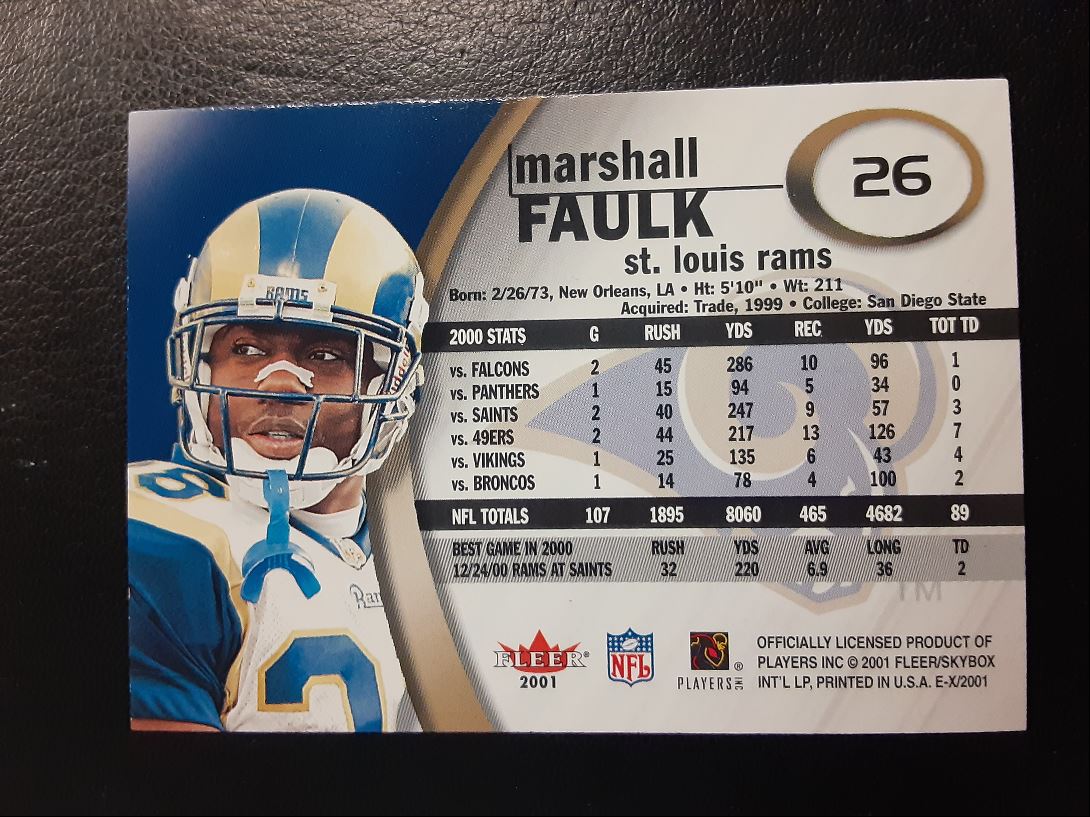 marshall
FAULK
26
st. louis rams
Born: 2/26/73, New Orleans, LA • Ht: 5'10" • Wt: 211
Acquired: Trade, 1999 • College: San Diego State
2000 STATS G RUSH YDS REC YDS TOT TD
vs. FALCONS 2 45 286 10 96 1
vs. PANTHERS 1 15 94 5 34 0
vs. SAINTS 2 40 247 9 57 3
vs. 49ERS 2 44 217 13 126 7
vs. VIKINGS 1 25 135 6 43 4
vs. BRONCOS 1 14 78 4 100 2
NFL TOTALS 107 1895 8060 465 4682 89
BEST GAME IN 2000 RUSH YDS AVG LONG TD
12/24/00 RAMS AT SAINTS 32 220 6.9 36 2
TM
RAMS
FLEER®
2001
NFL
®
PLAYERS INC
OFFICIALLY LICENSED PRODUCT OF
PLAYERS INC © 2001 FLEER/SKYBOX
INT'L LP, PRINTED IN U.S.A. E-X/2001